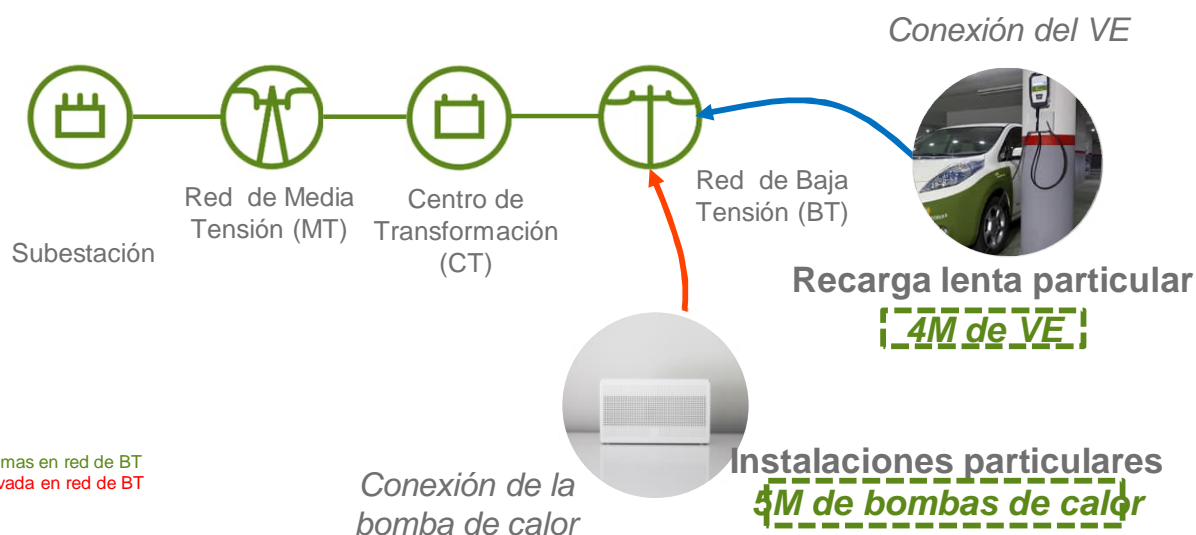 Conexión del VE
Subestación
Red de Media
Tensión (MT)
Centro de
Transformación
(CT)
Red de Baja
Tensión (BT)
Recarga lenta particular
4M de VE
mas en red de BT
vada en red de BT
Conexión de la
bomba de calor
Instalaciones particulares
5M de bombas de calor